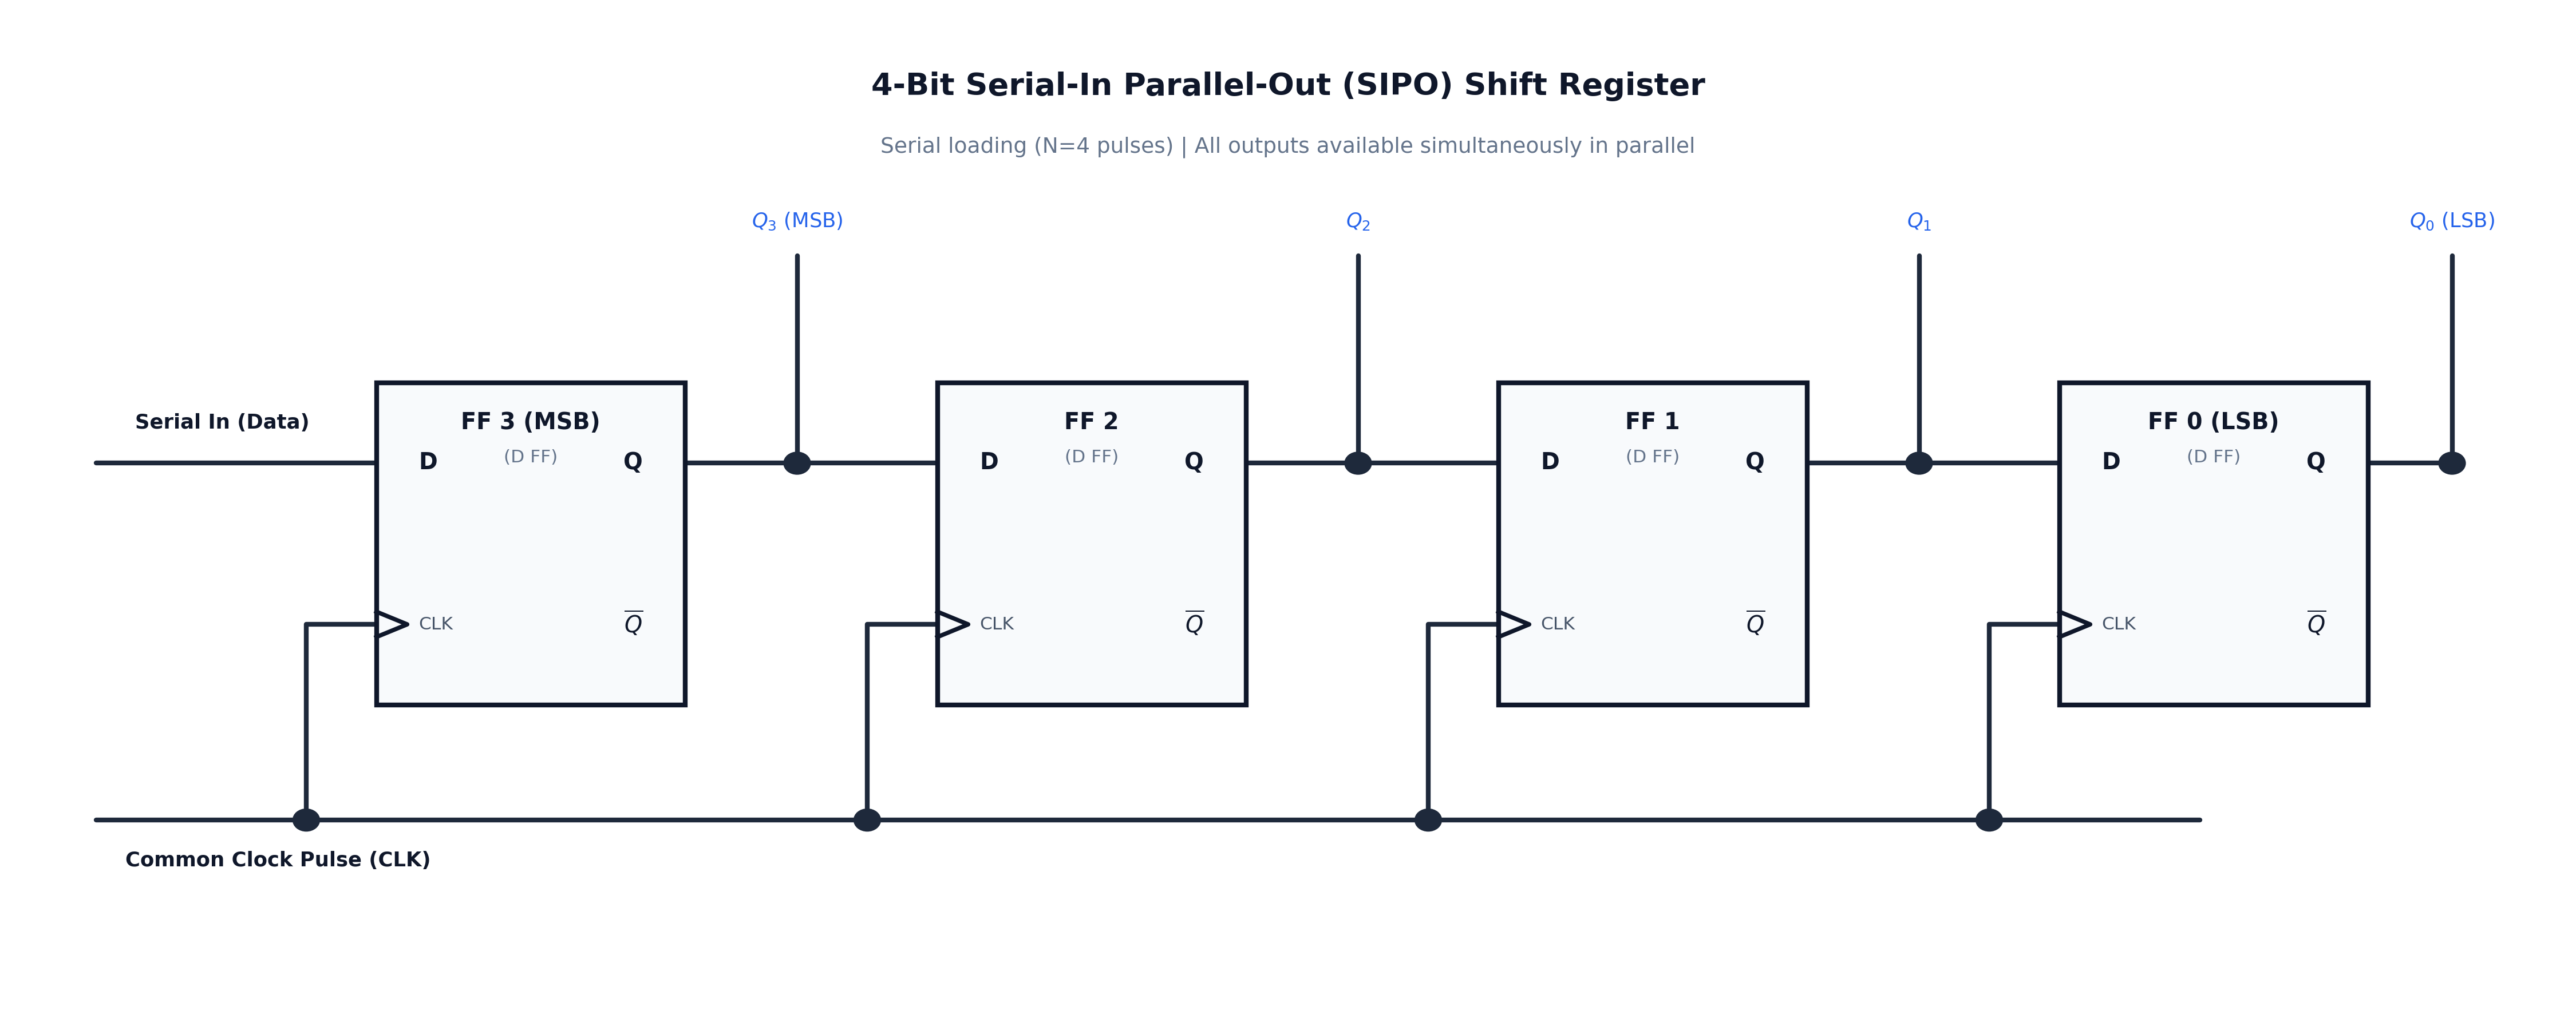 4-Bit Serial-In Parallel-Out (SIPO) Shift Register
Serial loading (N=4 pulses) | All outputs available simultaneously in parallel
Q₃ (MSB)
Q₂
Q₁
Q₀ (LSB)
Serial In (Data)
FF 3 (MSB)
(D FF)
D
Q
CLK
Q̅
FF 2
(D FF)
D
Q
CLK
Q̅
FF 1
(D FF)
D
Q
CLK
Q̅
FF 0 (LSB)
(D FF)
D
Q
CLK
Q̅
Common Clock Pulse (CLK)